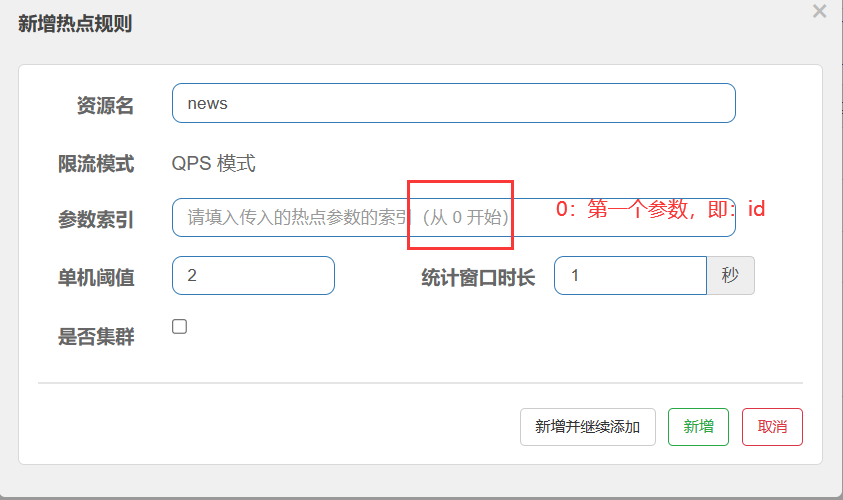 新增热点规则
×
资源名 news
限流模式 QPS 模式
参数索引 请填入传入的热点参数的索引（从 0 开始） 0：第一个参数，即：id
单机阈值 2 统计窗口时长 1 秒
是否集群
新增并继续添加 新增 取消